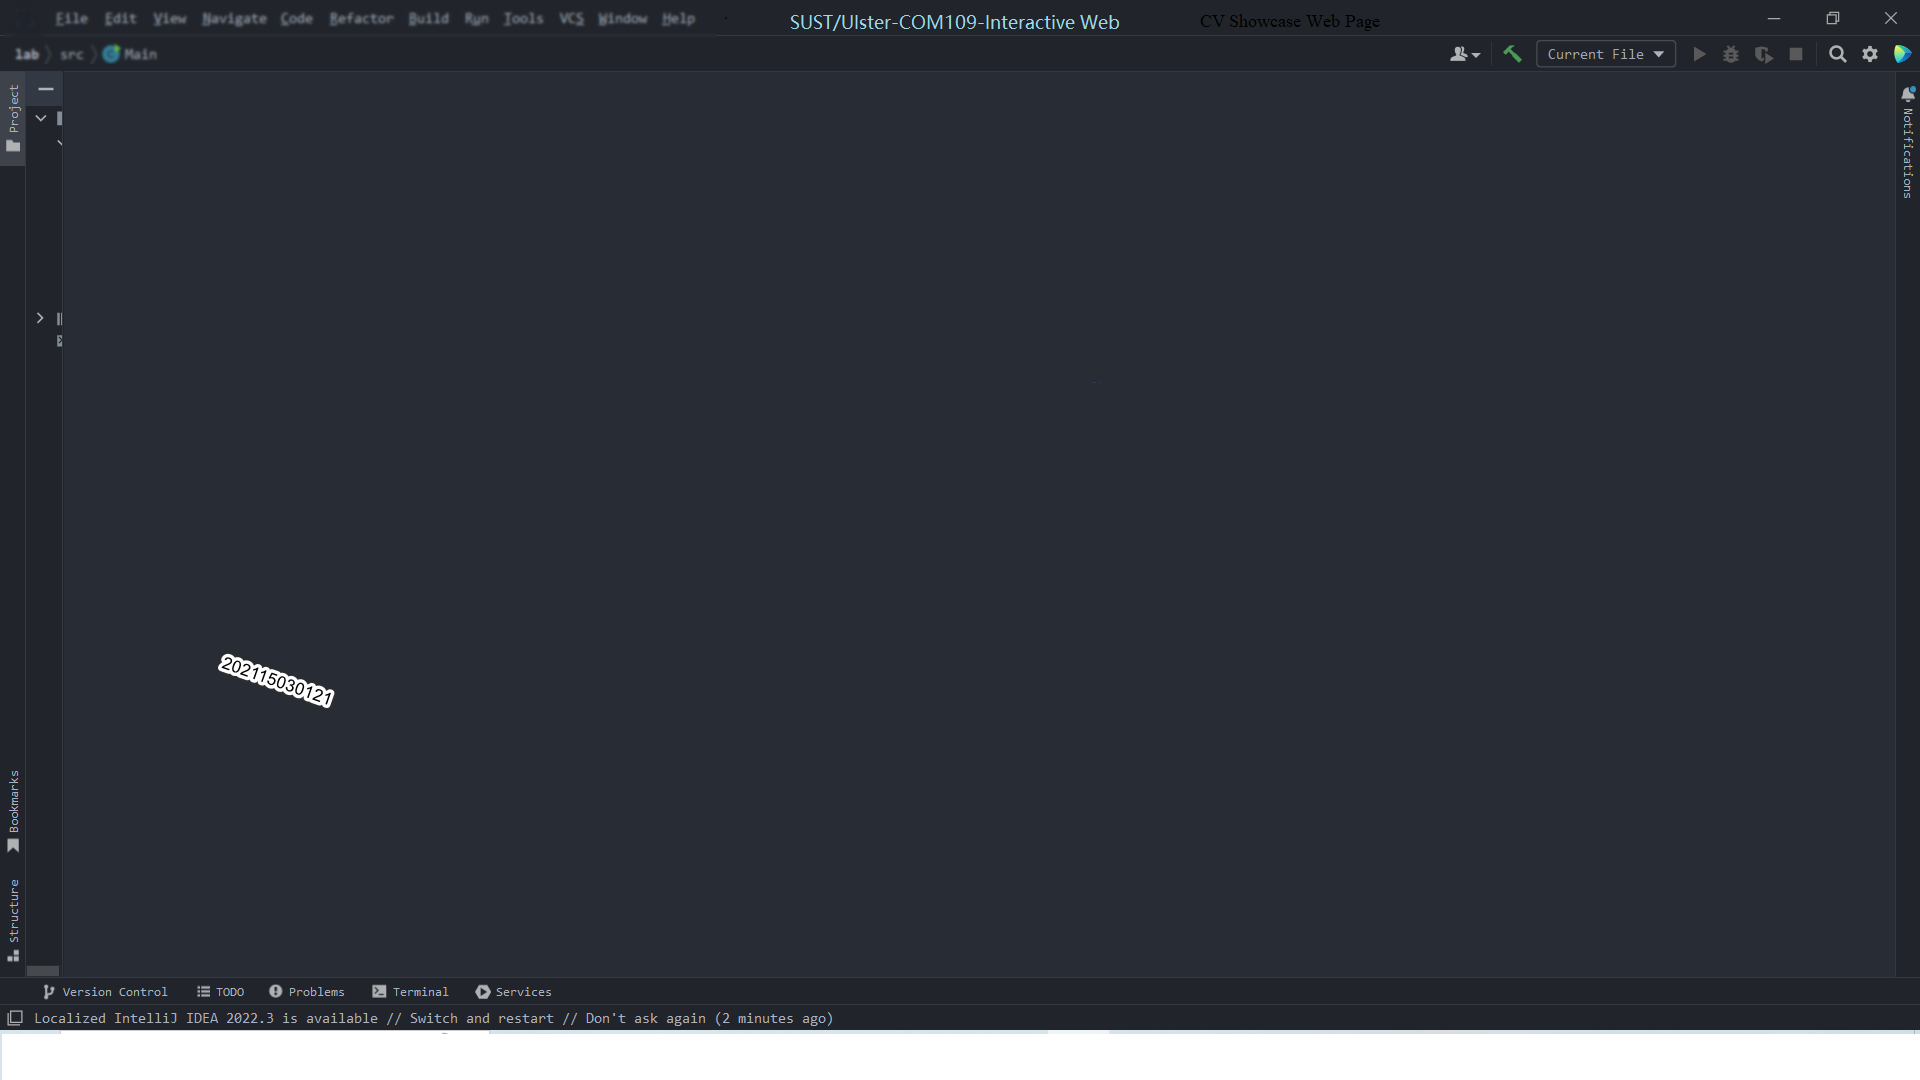 File Edit View Navigate Code Refactor Build Run Tools VCS Window Help
SUST/Ulster-COM109-Interactive Web
CV Showcase Web Page
lab src Main
Current File
Project
Notifications
202115030121
Bookmarks
Structure
Version Control TODO Problems Terminal Services
Localized IntelliJ IDEA 2022.3 is available // Switch and restart // Don't ask again (2 minutes ago)